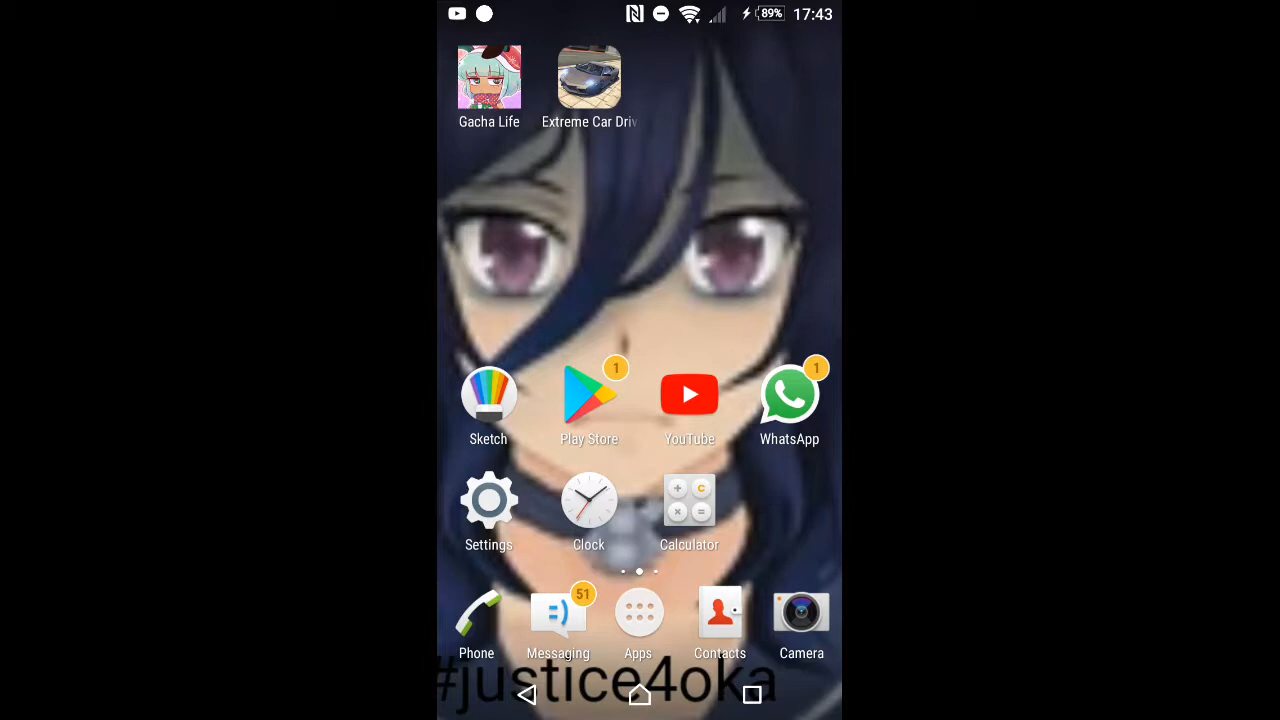 89% 17:43
Gacha Life Extreme Car Driv
1 1
Sketch Play Store YouTube WhatsApp
Settings Clock Calculator
51
Phone Messaging Apps Contacts Camera
#justice4oka